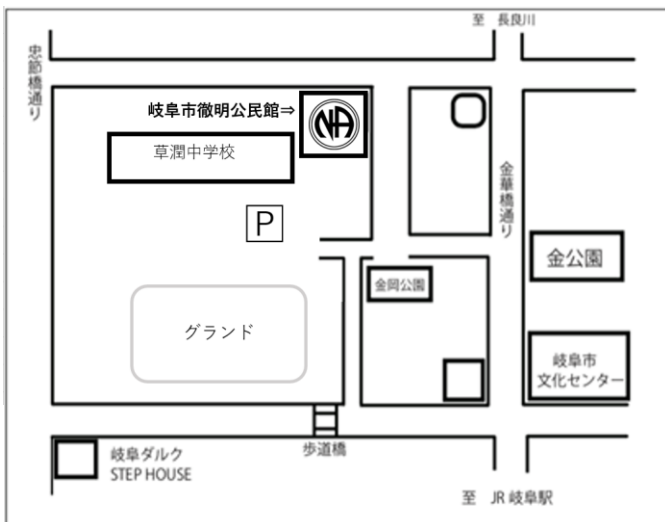 至 長良川
忠節橋通り
岐阜市徹明公民館⇒
NA
草潤中学校
金華橋通り
P
金公園
金岡公園
グランド
岐阜市
文化センター
歩道橋
岐阜ダルク
STEP HOUSE
至 JR 岐阜駅